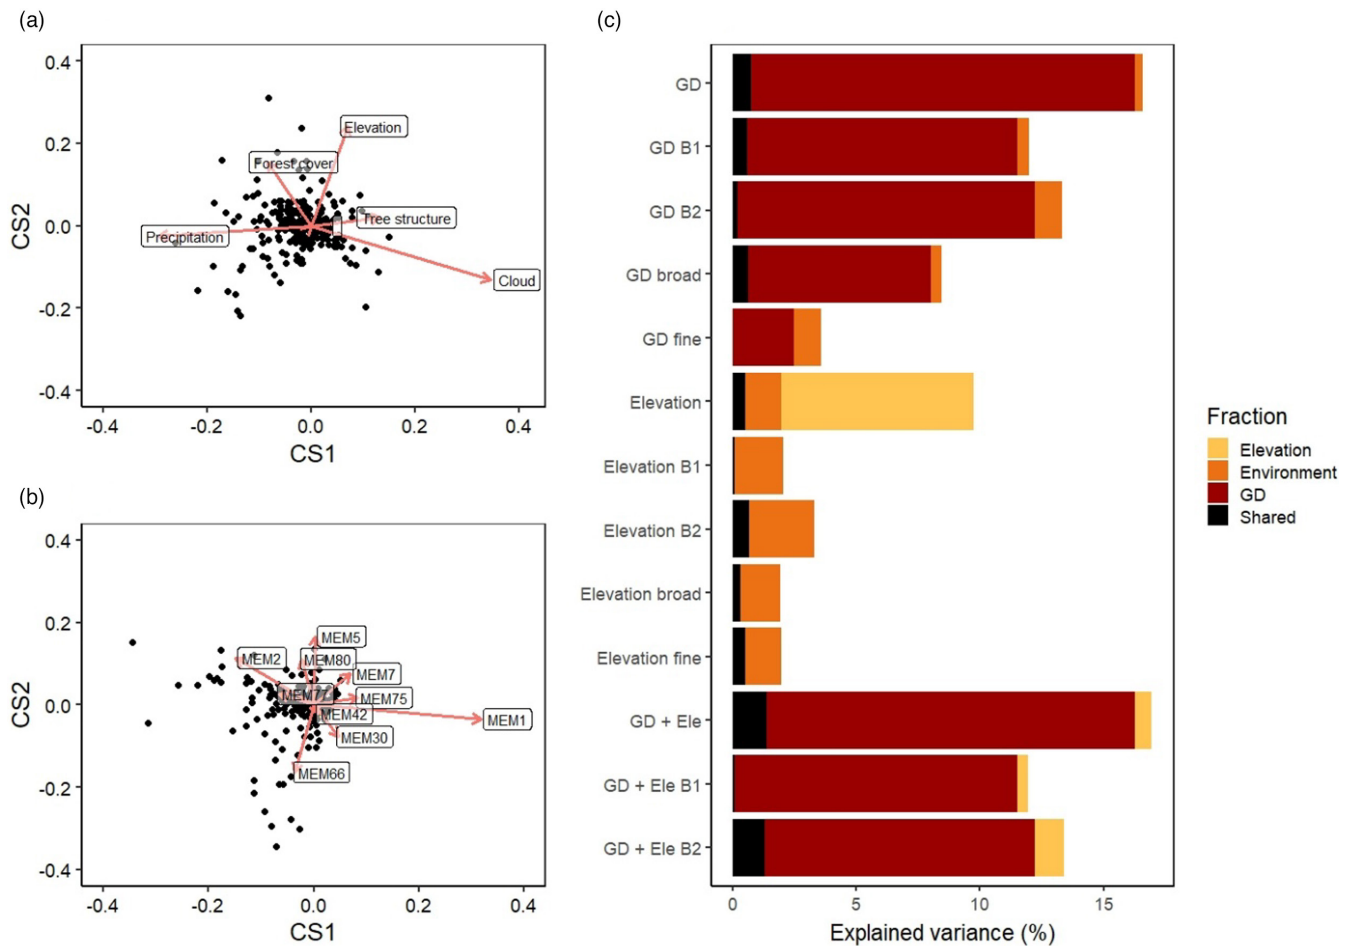 (a)
CS2
0.4
0.2
0.0
-0.2
-0.4
Elevation
Forest cover
Tree structure
Precipitation
Cloud
-0.4 -0.2 0.0 0.2 0.4
CS1
(b)
CS2
0.4
0.2
0.0
-0.2
-0.4
MEM5
MEM2
MEM80
MEM7
MEM77
MEM75
MEM42
MEM1
MEM30
MEM66
-0.4 -0.2 0.0 0.2 0.4
CS1
(c)
GD
GD B1
GD B2
GD broad
GD fine
Elevation
Elevation B1
Elevation B2
Elevation broad
Elevation fine
GD + Ele
GD + Ele B1
GD + Ele B2
0 5 10 15
Explained variance (%)
Fraction
Elevation
Environment
GD
Shared